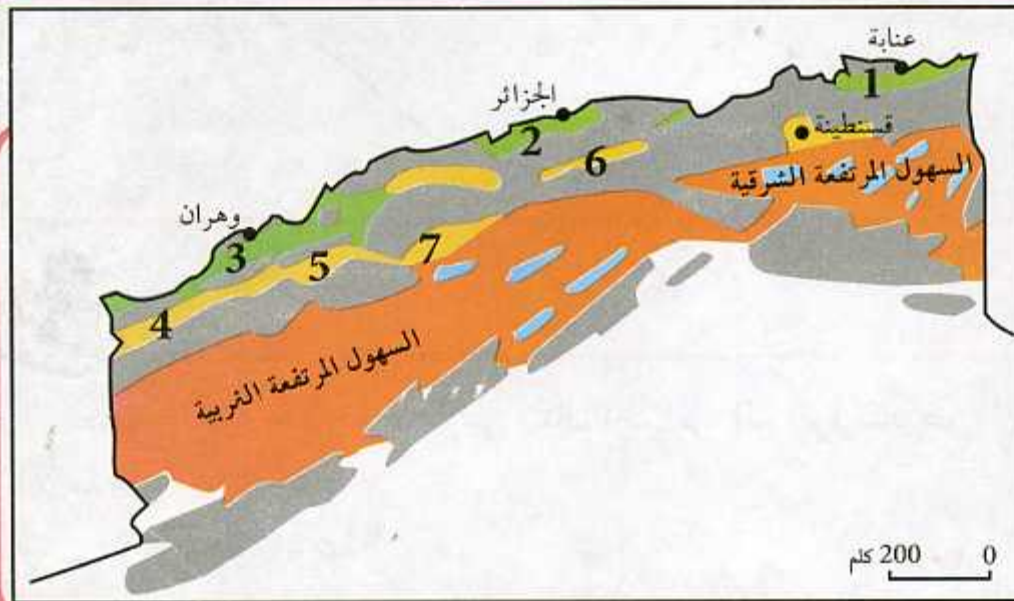 عنابة
1
الجزائر
2
قسنطينة
6
السهول المرتفعة الشرقية
وهران
3
7
5
4
السهول المرتفعة الغربية
200 كلم 0